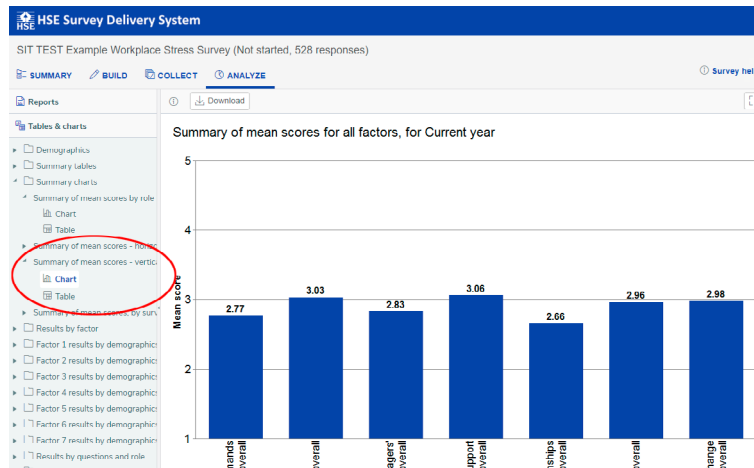 HSE HSE Survey Delivery System
SIT TEST Example Workplace Stress Survey (Not started, 528 responses)
SUMMARY BUILD COLLECT ANALYZE Survey hel
Reports
Tables & charts
Demographics
Summary tables
Summary charts
Summary of mean scores by role
Chart
Table
Summary of mean scores - horizo
Summary of mean scores - vertica
Chart
Table
Summary of mean scores, by surv
Results by factor
Factor 1 results by demographics
Factor 2 results by demographics
Factor 3 results by demographics
Factor 4 results by demographics
Factor 5 results by demographics
Factor 6 results by demographics
Factor 7 results by demographics
Results by questions and role
Download
Summary of mean scores for all factors, for Current year
Mean score
5
4
3
2
1
2.77
3.03
2.83
3.06
2.66
2.96
2.98
mands
overall
overall
agers'
overall
upport
overall
nships
overall
overall
hange
overall